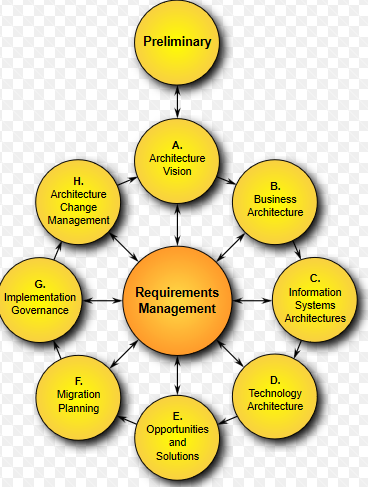 Preliminary
A.
Architecture
Vision
B.
Business
Architecture
C.
Information
Systems
Architectures
D.
Technology
Architecture
E.
Opportunities
and
Solutions
F.
Migration
Planning
G.
Implementation
Governance
H.
Architecture
Change
Management
Requirements
Management